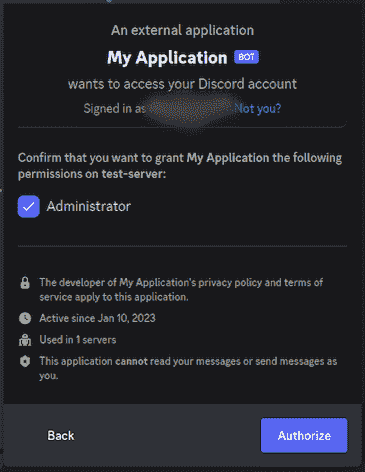 An external application
My Application BOT
wants to access your Discord account
Signed in as Not you?
Confirm that you want to grant My Application the following
permissions on test-server:
Administrator
The developer of My Application's privacy policy and terms of
service apply to this application.
Active since Jan 10, 2023
Used in 1 servers
This application cannot read your messages or send messages as
you.
Back Authorize